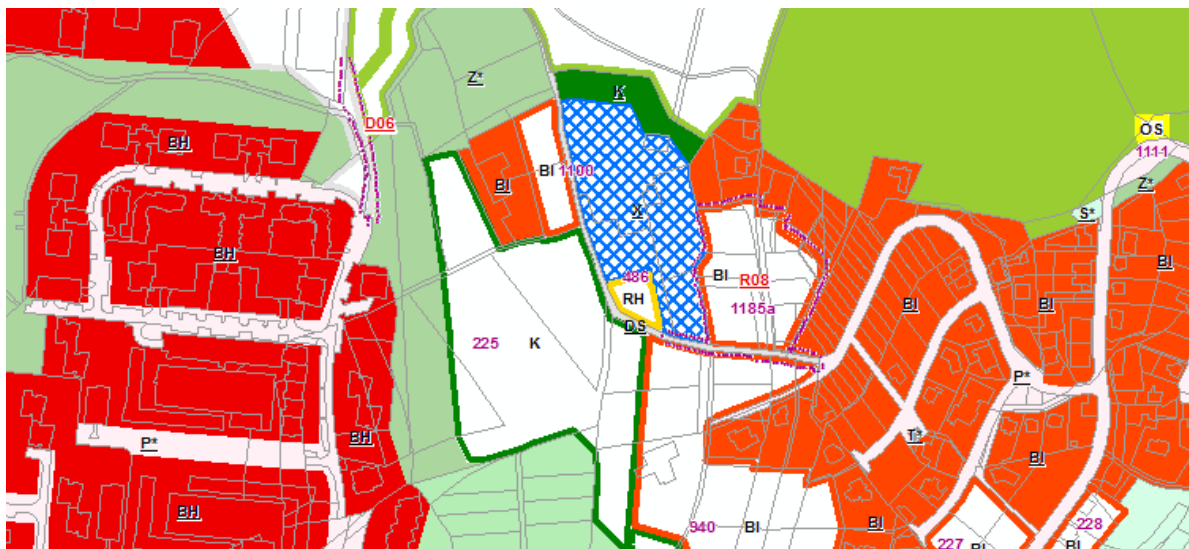 Z*
K
D06
OS
1111
BH
BI
1100
Z*
BI
X
S*
BH
486
BI
R08
BI
BI
BI
RH
1185a
DS
225
K
P*
P*
BH
T*
BI
BH
940
BI
BI
228
227
BI
BI